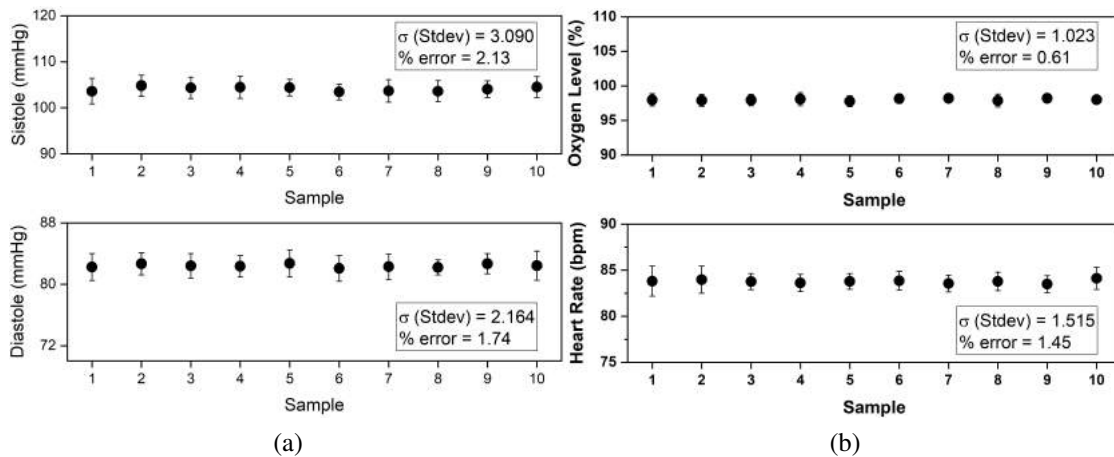 120
110
100
90
Sistole (mmHg)
σ (Stdev) = 3.090
% error = 2.13
1 2 3 4 5 6 7 8 9 10
Sample
88
80
72
Diastole (mmHg)
σ (Stdev) = 2.164
% error = 1.74
1 2 3 4 5 6 7 8 9 10
Sample
(a)
110
105
100
95
90
Oxygen Level (%)
σ (Stdev) = 1.023
% error = 0.61
1 2 3 4 5 6 7 8 9 10
Sample
90
85
80
75
Heart Rate (bpm)
σ (Stdev) = 1.515
% error = 1.45
1 2 3 4 5 6 7 8 9 10
Sample
(b)